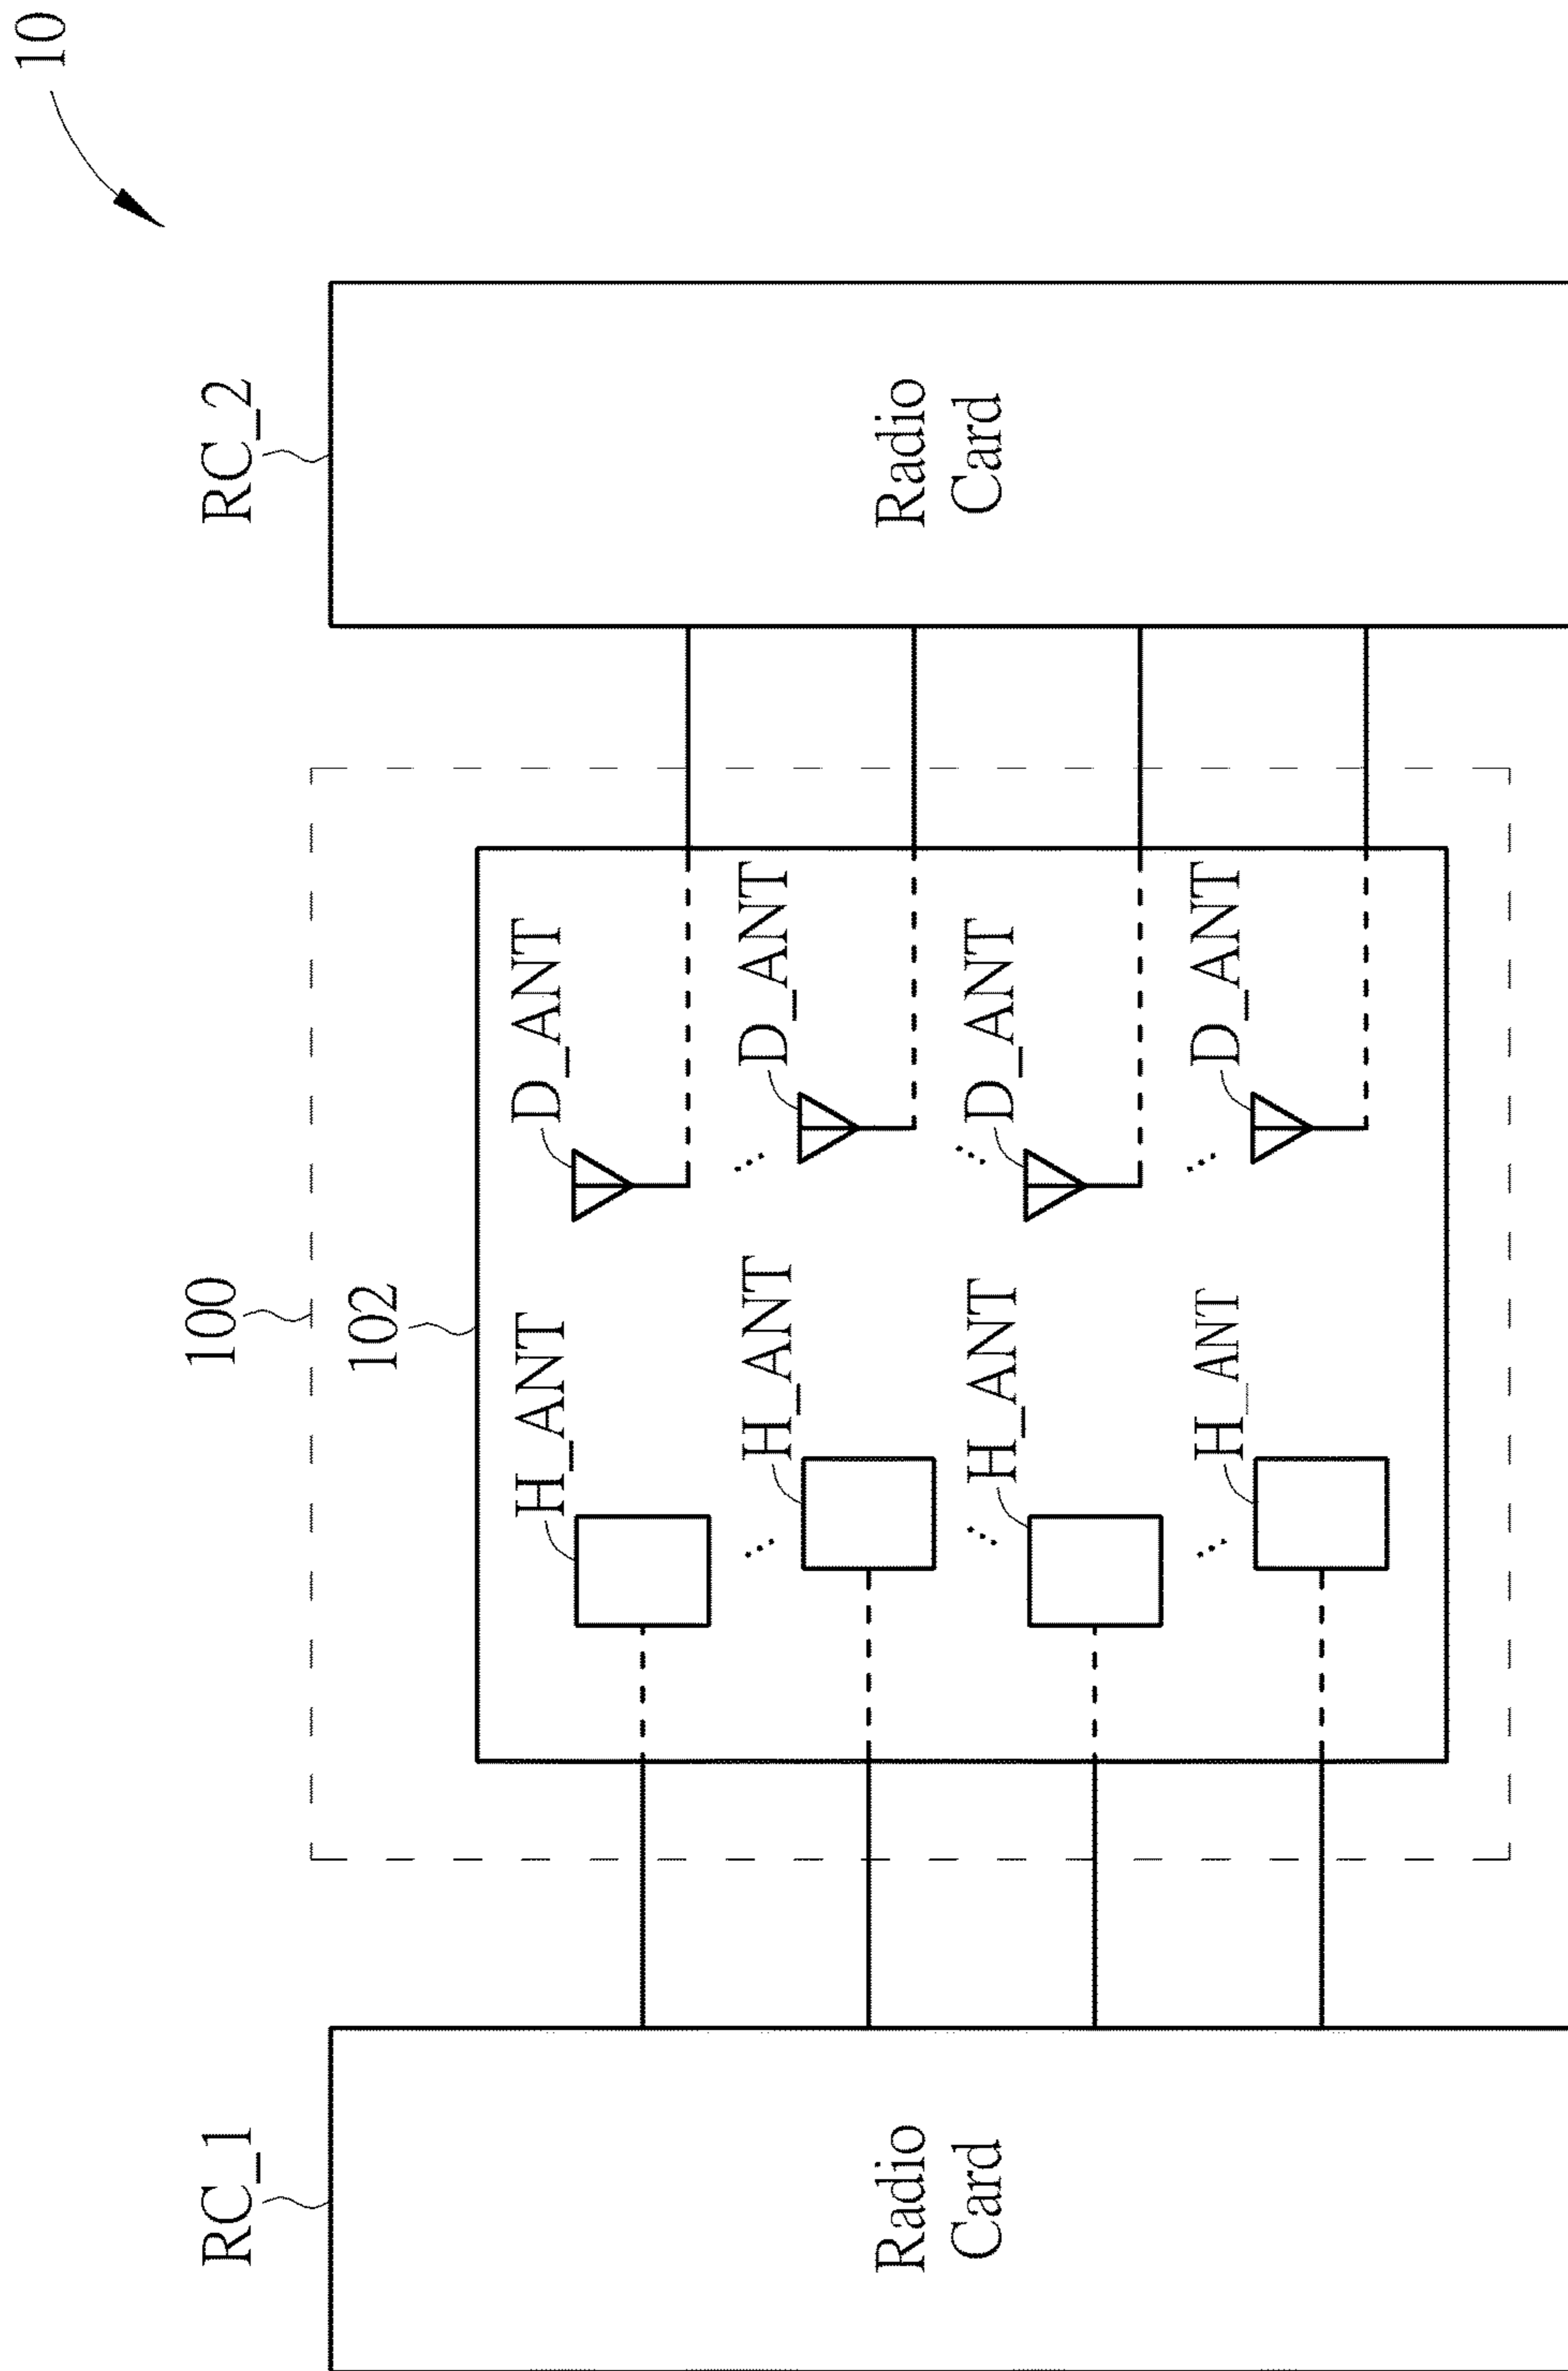 10
RC_1
100
RC_2
102
H_ANT
D_ANT
H_ANT
D_ANT
Radio
Card
Radio
Card
H_ANT
D_ANT
H_ANT
D_ANT